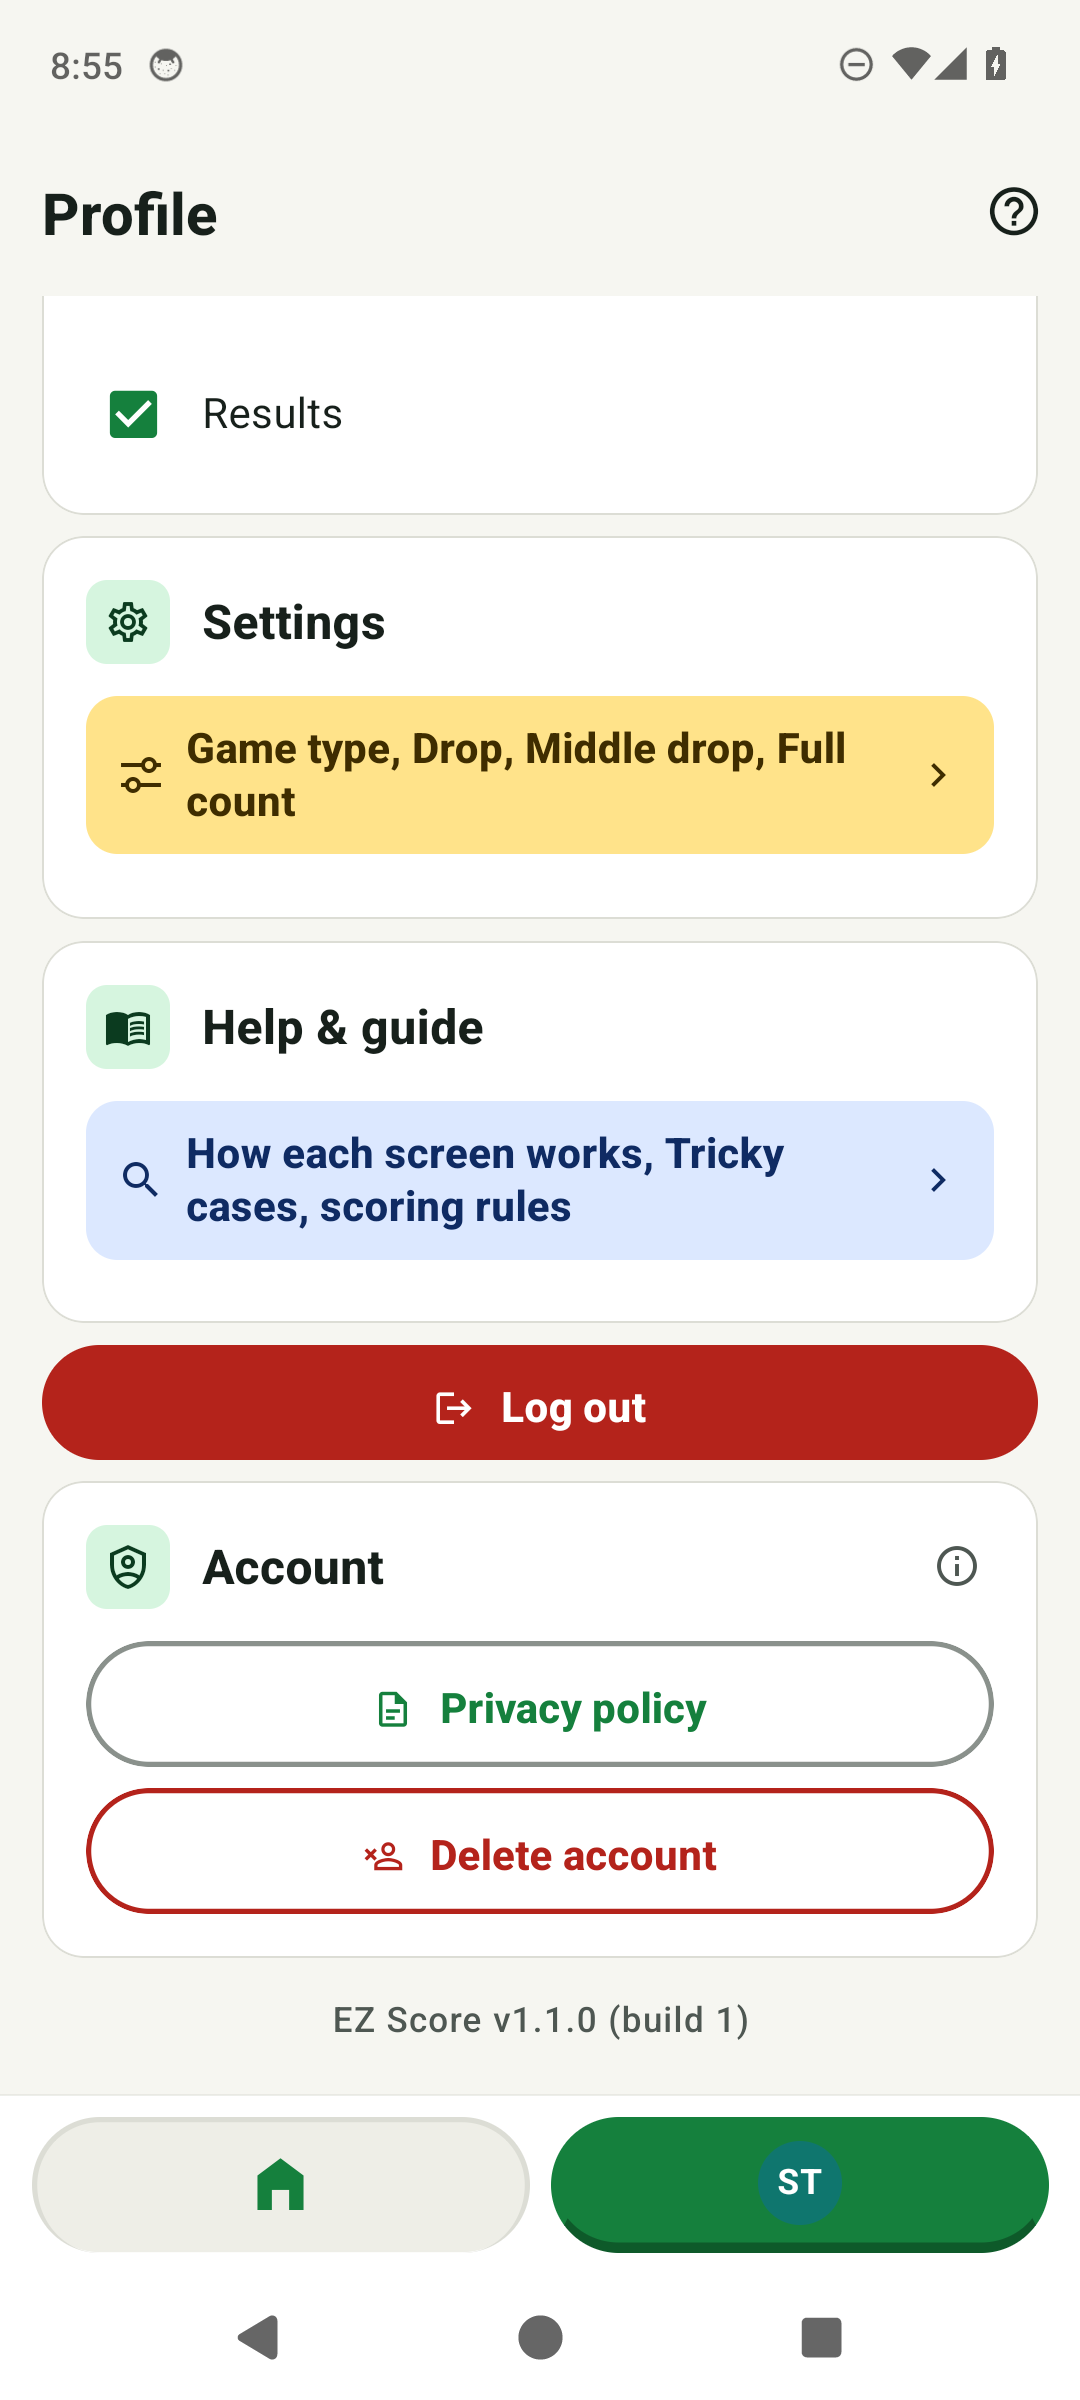 8:55
Profile
Results
Settings
Game type, Drop, Middle drop, Full
count
Help & guide
How each screen works, Tricky
cases, scoring rules
Log out
Account
Privacy policy
Delete account
EZ Score v1.1.0 (build 1)
ST